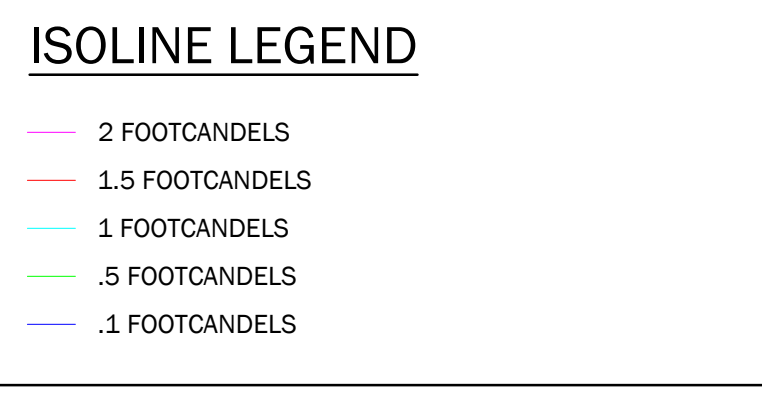 ISOLINE LEGEND
2 FOOTCANDELS
1.5 FOOTCANDELS
1 FOOTCANDELS
.5 FOOTCANDELS
.1 FOOTCANDELS